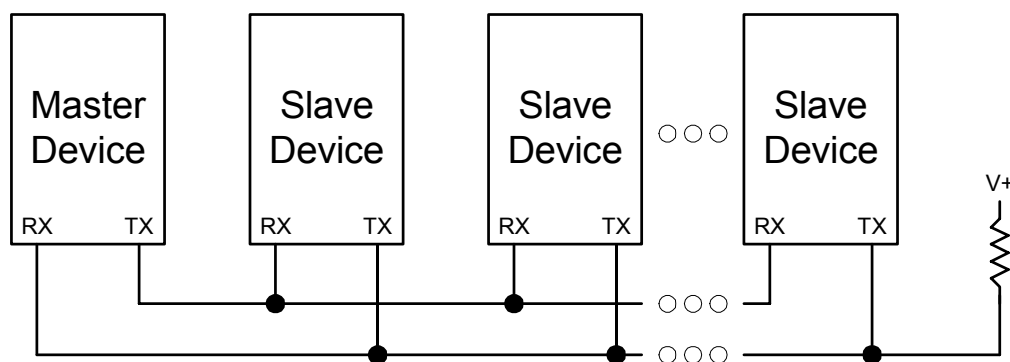 Master
Device
Slave
Device
Slave
Device
Slave
Device
RX TX
RX TX
RX TX
RX TX
V+